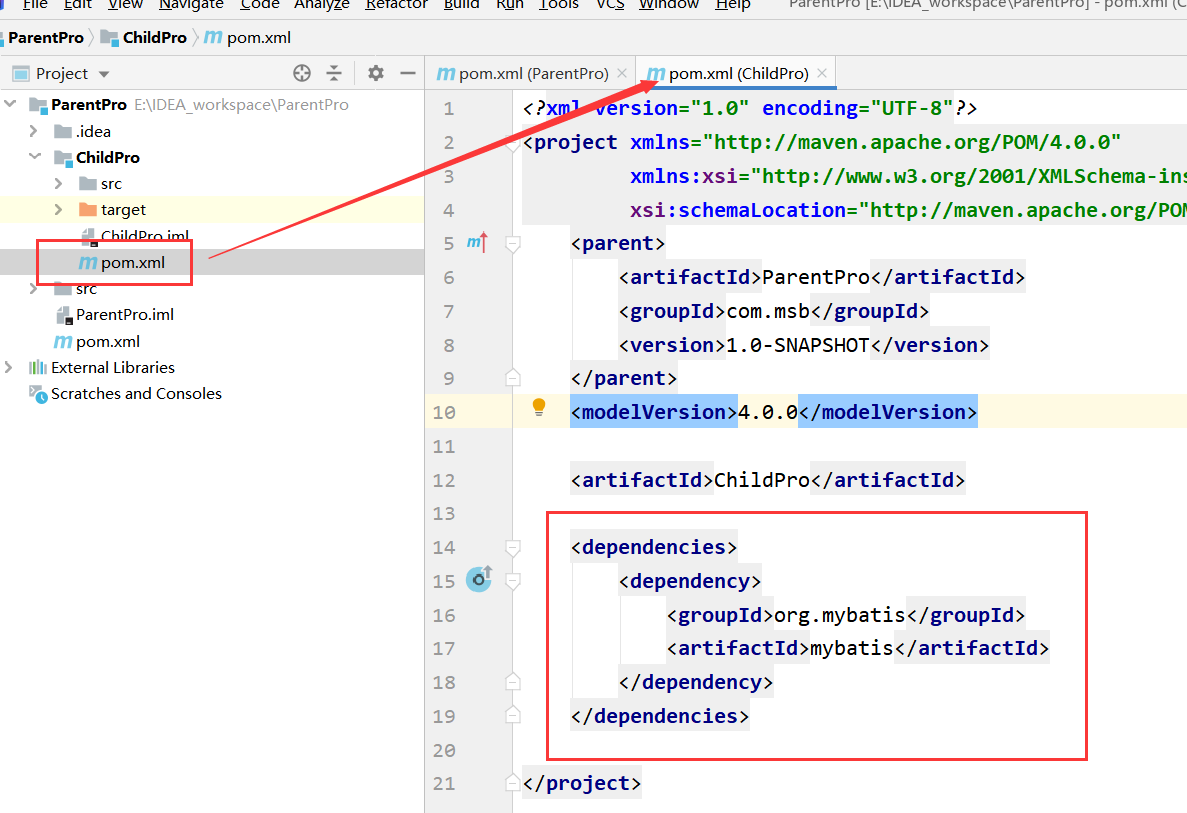 File Edit View Navigate Code Analyze Refactor Build Run Tools VCS Window Help ParentPro [E:\IDEA_workspace\ParentPro] - pom.xml (C
ParentPro ChildPro m pom.xml
Project
m pom.xml (ParentPro) × m pom.xml (ChildPro) ×
ParentPro E:\IDEA_workspace\ParentPro
.idea
ChildPro
src
target
ChildPro.iml
m pom.xml
src
ParentPro.iml
m pom.xml
External Libraries
Scratches and Consoles
1 <?xml version="1.0" encoding="UTF-8"?>
2 <project xmlns="http://maven.apache.org/POM/4.0.0"
3 xmlns:xsi="http://www.w3.org/2001/XMLSchema-ins
4 xsi:schemaLocation="http://maven.apache.org/POM
5 m <parent>
6 <artifactId>ParentPro</artifactId>
7 <groupId>com.msb</groupId>
8 <version>1.0-SNAPSHOT</version>
9 </parent>
10 <modelVersion>4.0.0</modelVersion>
11
12 <artifactId>ChildPro</artifactId>
13
14 <dependencies>
15 <dependency>
16 <groupId>org.mybatis</groupId>
17 <artifactId>mybatis</artifactId>
18 </dependency>
19 </dependencies>
20
21 </project>